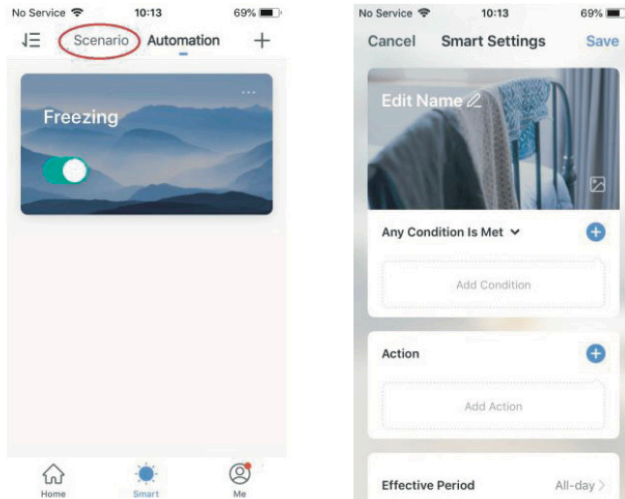 No Service 10:13 69%
Scenario Automation +
Freezing
...
Home Smart Me
No Service 10:13 69%
Cancel Smart Settings Save
Edit Name
Any Condition Is Met
Add Condition
Action
Add Action
Effective Period All-day >